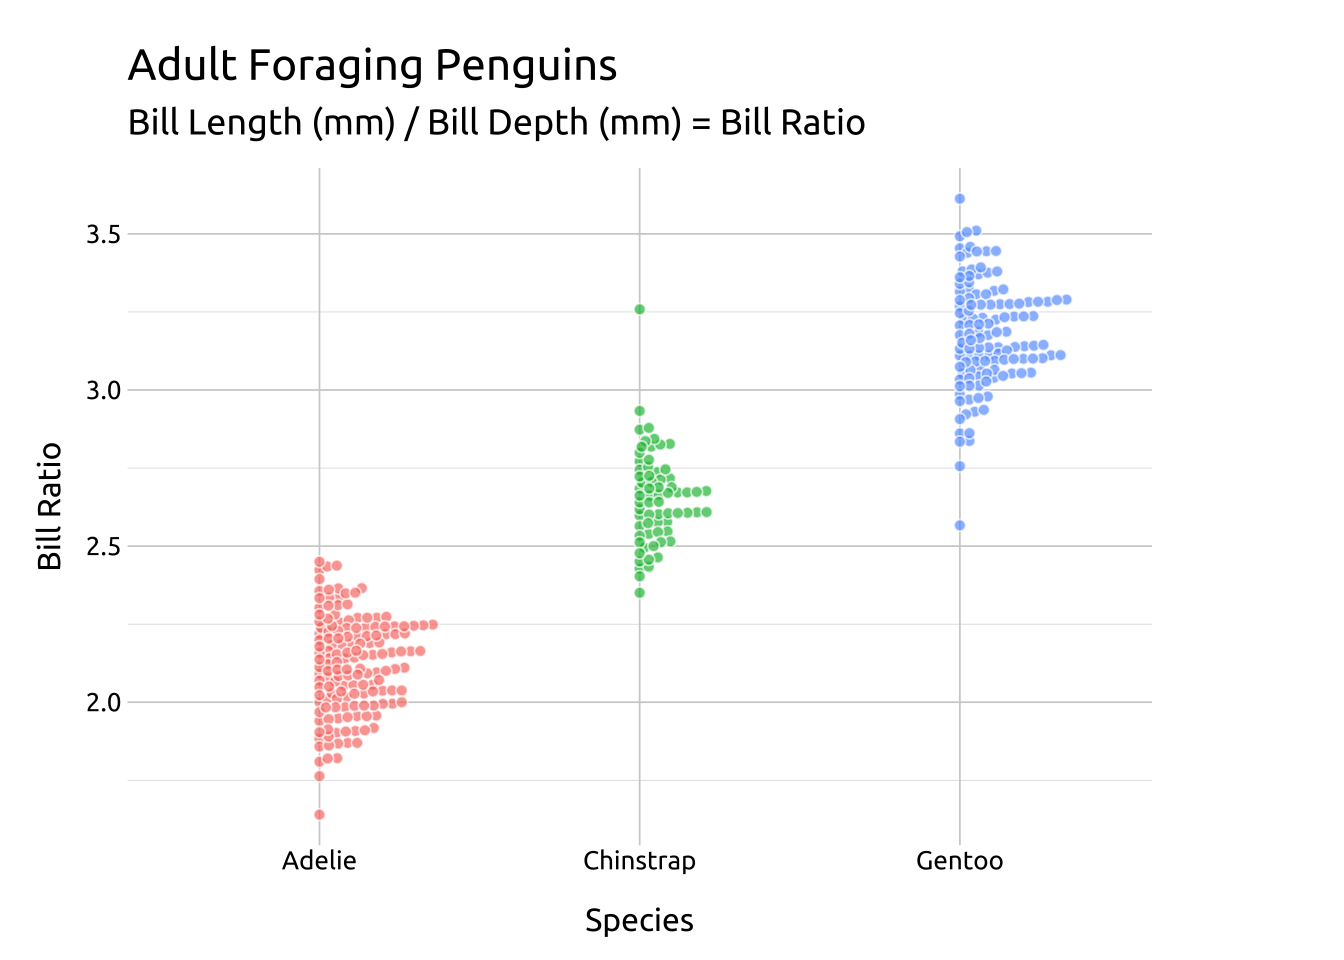 Adult Foraging Penguins
Bill Length (mm) / Bill Depth (mm) = Bill Ratio
Bill Ratio
3.5
3.0
2.5
2.0
Adelie Chinstrap Gentoo
Species